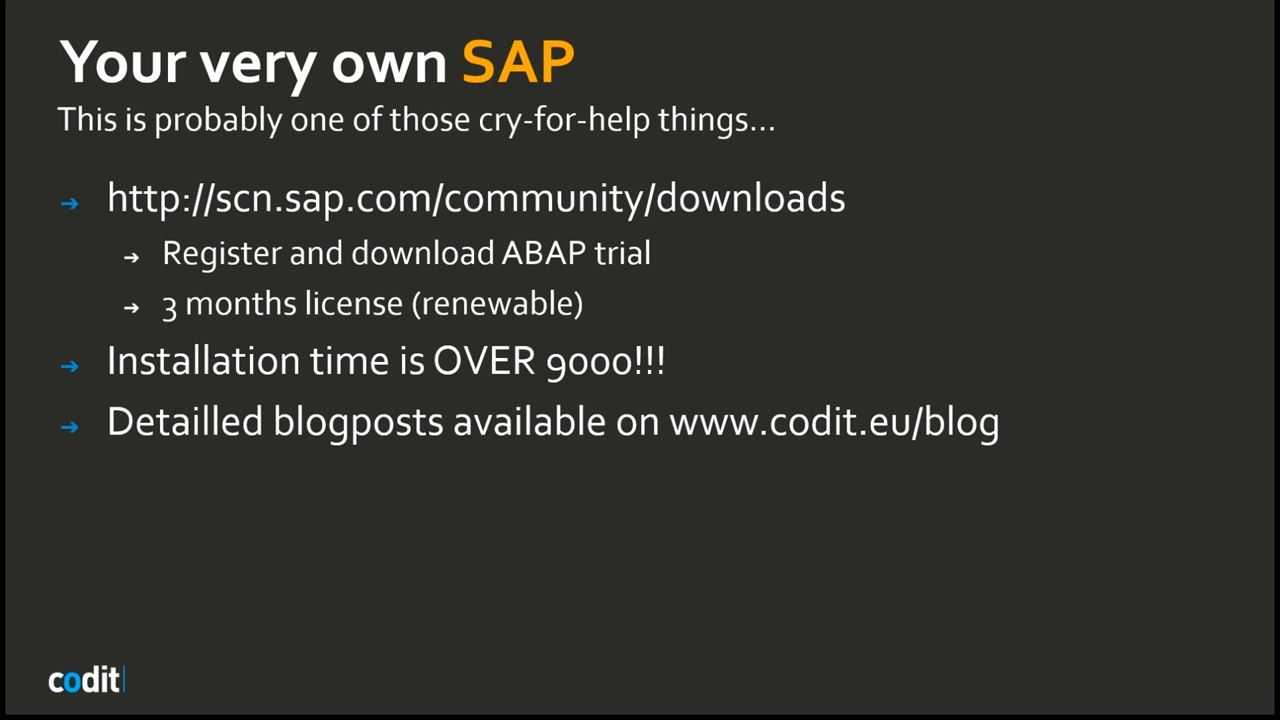 Your very own SAP
This is probably one of those cry-for-help things...
➔ http://scn.sap.com/community/downloads
➔ Register and download ABAP trial
➔ 3 months license (renewable)
➔ Installation time is OVER 9000!!!
➔ Detailled blogposts available on www.codit.eu/blog
codit